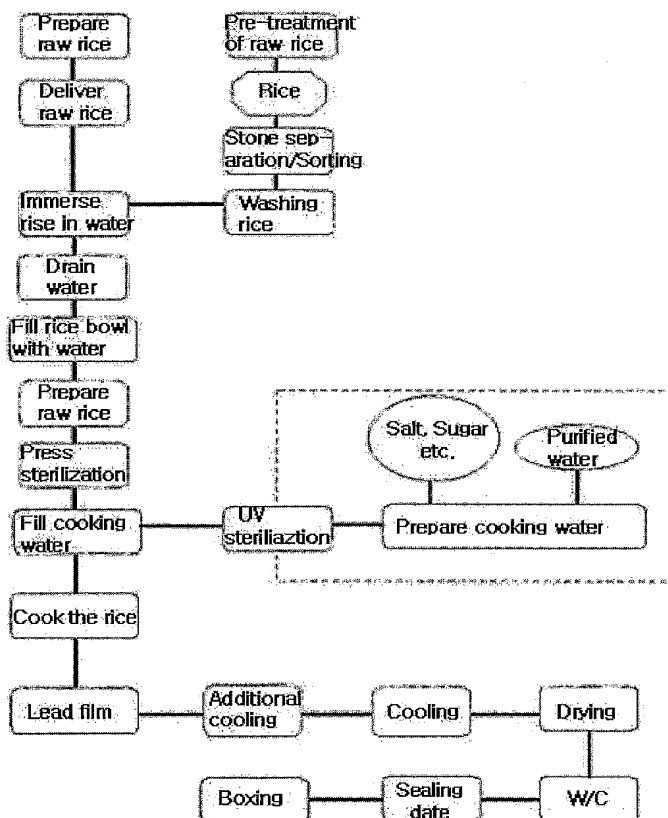 Prepare
raw rice
Pre-treatment
of raw rice
Deliver
raw rice
Rice
Stone sep-
aration/Sorting
Immerse
rise in water
Washing
rice
Drain
water
Fill rice bowl
with water
Prepare
raw rice
Press
sterilization
Salt, Sugar
etc.
Purified
water
Fill cooking
water
UV
steriliaztion
Prepare cooking water
Cook the rice
Lead film
Additional
cooling
Cooling
Drying
Boxing
Sealing
date
W/C